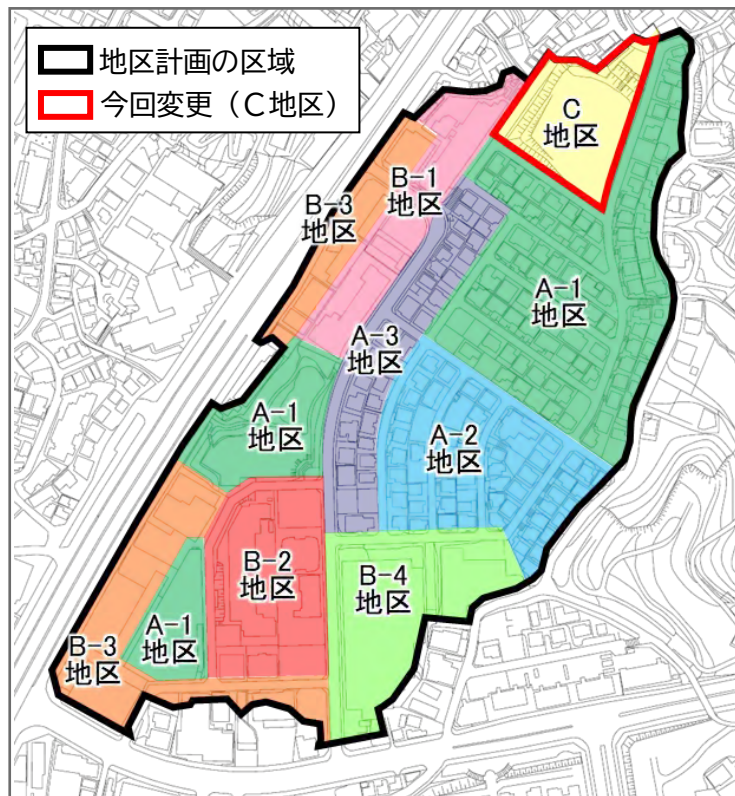 地区計画の区域
今回変更（C地区）
C
地区
B-1
地区
B-3
地区
A-1
地区
A-3
地区
A-1
地区
A-2
地区
B-2
地区
B-4
地区
A-1
地区
B-3
地区